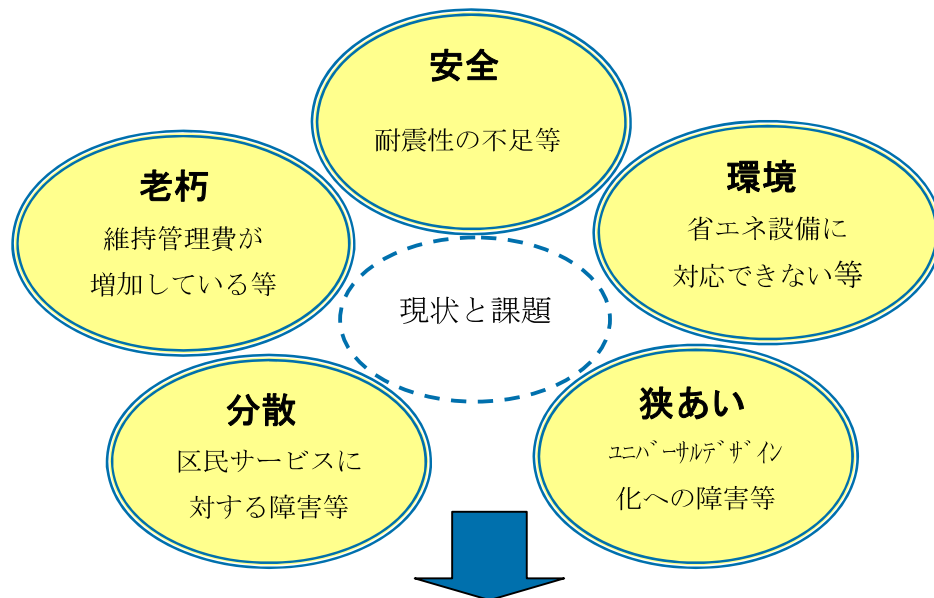 安全
耐震性の不足等
老朽
維持管理費が
増加している等
環境
省エネ設備に
対応できない等
現状と課題
分散
区民サービスに
対する障害等
狭あい
ﾕﾆﾊﾞｰｻﾙﾃﾞｻﾞｲﾝ
化への障害等